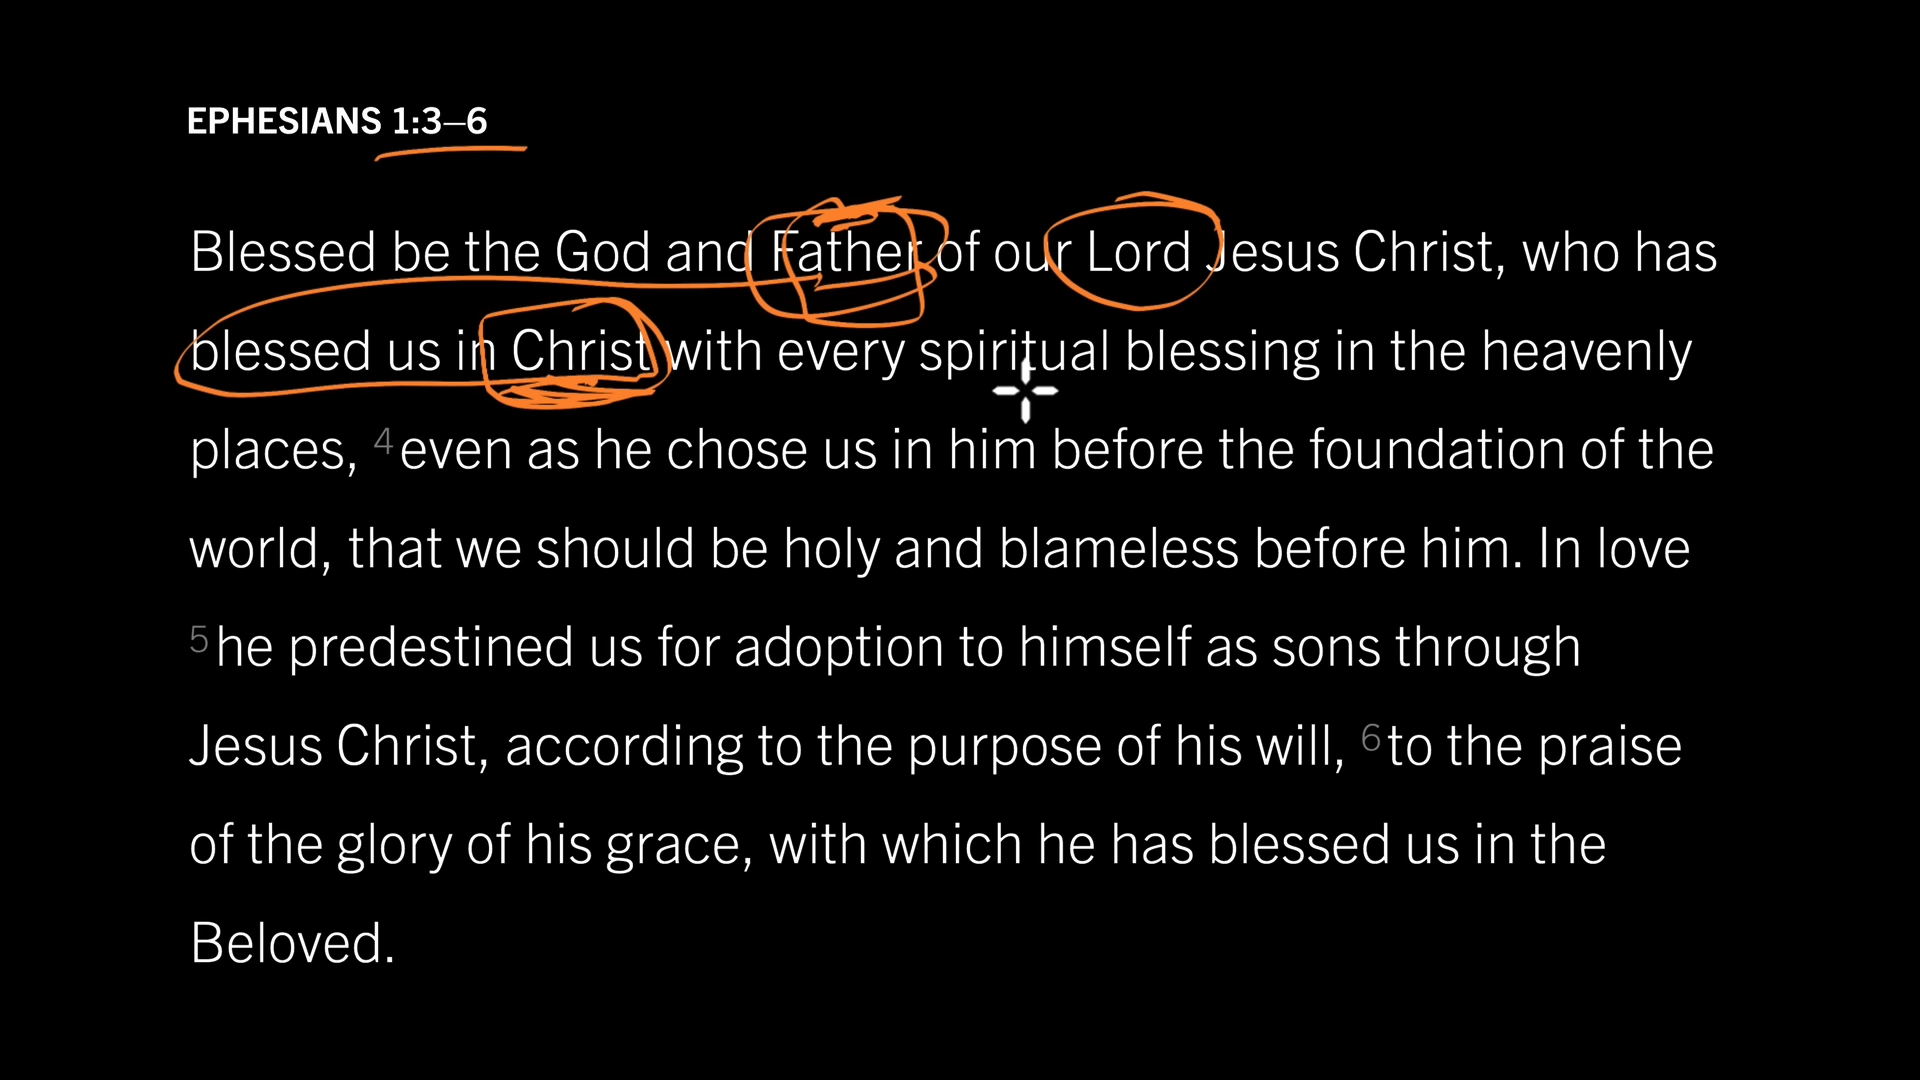 EPHESIANS 1:3–6
Blessed be the God and Father of our Lord Jesus Christ, who has
blessed us in Christ with every spiritual blessing in the heavenly
places, 4 even as he chose us in him before the foundation of the
world, that we should be holy and blameless before him. In love
5 he predestined us for adoption to himself as sons through
Jesus Christ, according to the purpose of his will, 6 to the praise
of the glory of his grace, with which he has blessed us in the
Beloved.